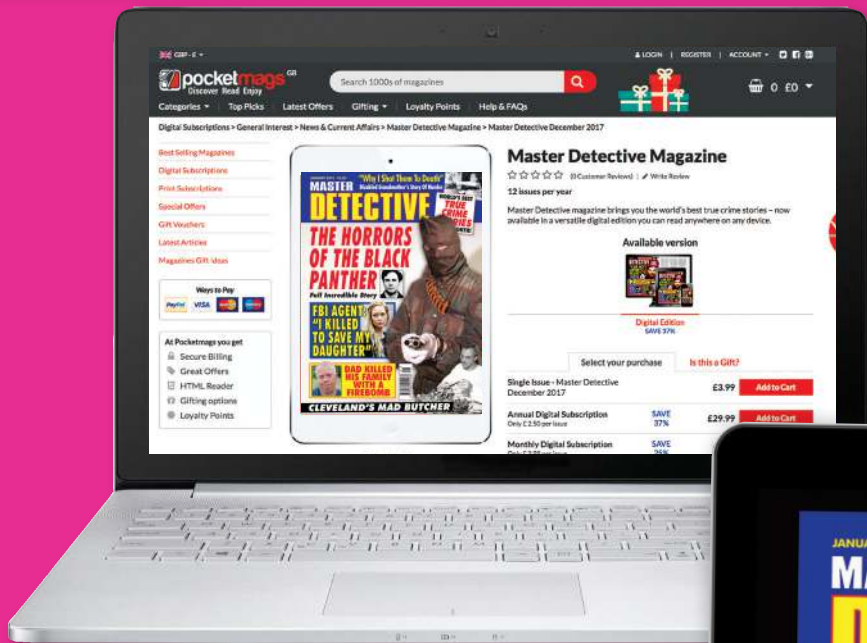 GBP - £
LOGIN | REGISTER | ACCOUNT
pocketmags GB
Discover Read Enjoy
Search 1000s of magazines
0 £0
Categories Top Picks Latest Offers Gifting Loyalty Points Help & FAQs
Digital Subscriptions > General Interest > News & Current Affairs > Master Detective Magazine > Master Detective December 2017
Best Selling Magazines
Digital Subscriptions
Print Subscriptions
Special Offers
Gift Vouchers
Latest Articles
Magazines Gift Ideas
Ways to Pay
PayPal VISA
At Pocketmags you get
Secure Billing
Great Offers
HTML Reader
Gifting options
Loyalty Points
"Why I Shot Them To Death"
Disabled Grandmother's Story Of Murder
MASTER
DETECTIVE
WORLD'S BEST
TRUE
CRIME
STORIES
THE HORRORS
OF THE BLACK
PANTHER
Full Incredible Story
FBI AGENT:
"I KILLED
TO SAVE MY
DAUGHTER"
DAD KILLED
HIS FAMILY
WITH A
FIREBOMB
CLEVELAND'S MAD BUTCHER
Master Detective Magazine
(0 Customer Reviews) | Write Review
12 issues per year
Master Detective magazine brings you the world's best true crime stories – now
available in a versatile digital edition you can read anywhere on any device.
Available version
Digital Edition
SAVE 37%
Select your purchase Is this a Gift?
Single Issue - Master Detective
December 2017
£3.99 Add to Cart
Annual Digital Subscription
Only £2.50 per issue
SAVE
37%
£29.99 Add to Cart
Monthly Digital Subscription
SAVE
JANUA
MA